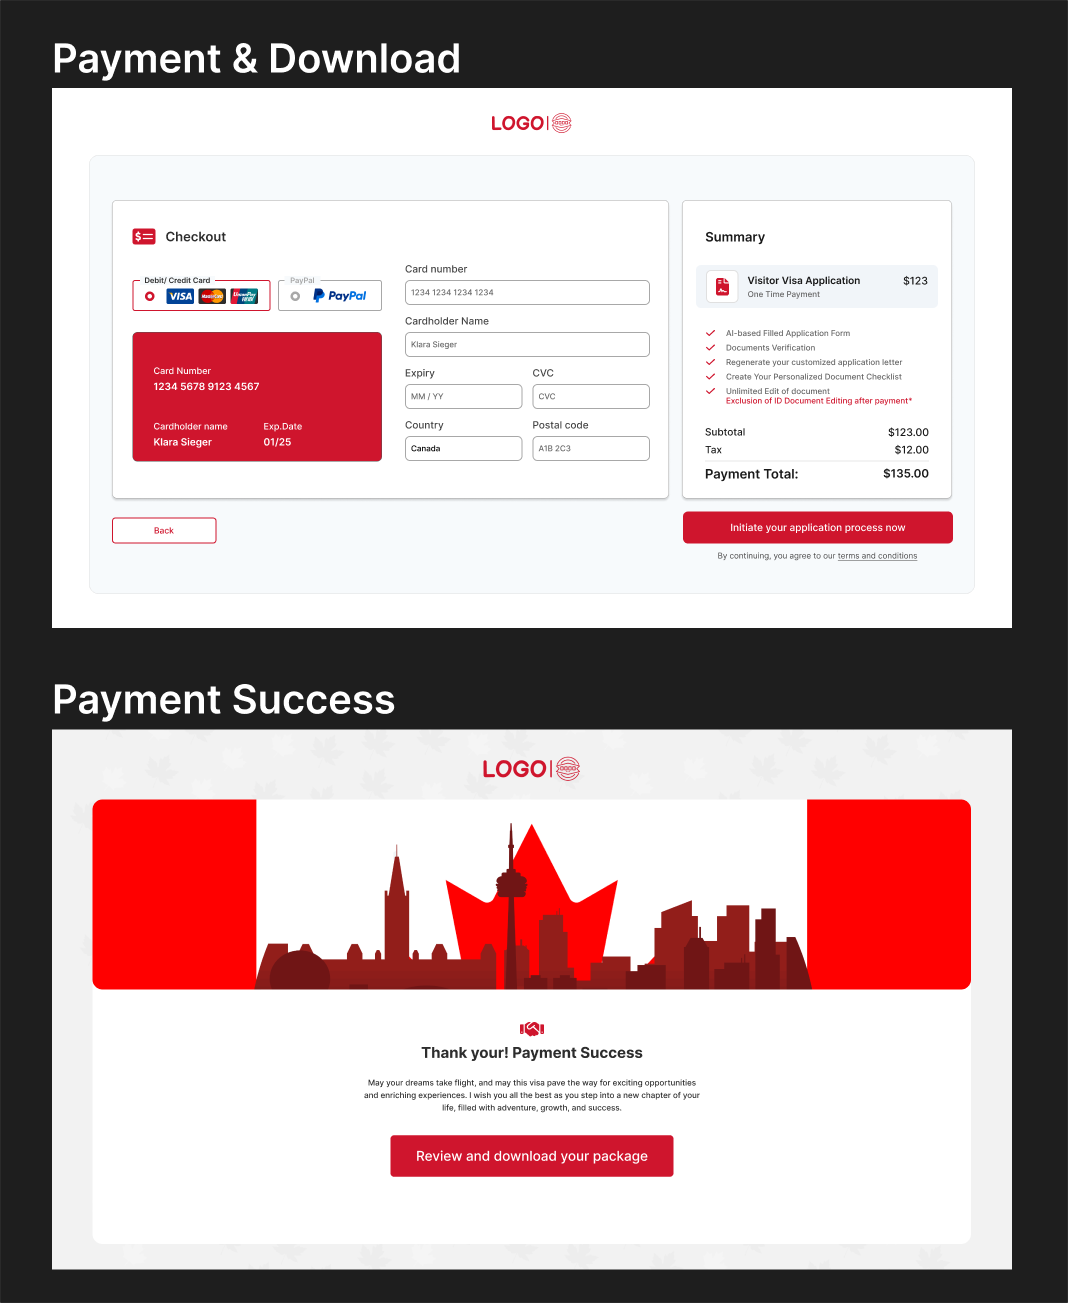 Payment & Download
LOGO
Checkout
Debit/ Credit Card
PayPal
VISA
MasterCard
UnionPay
PayPal
Card Number
1234 5678 9123 4567
Cardholder name
Exp.Date
Klara Sieger
01/25
Card number
1234 1234 1234 1234
Cardholder Name
Klara Sieger
Expiry
CVC
MM / YY
CVC
Country
Postal code
Canada
A1B 2C3
Back
Summary
Visitor Visa Application
$123
One Time Payment
AI-based Filled Application Form
Documents Verification
Regenerate your customized application letter
Create Your Personalized Document Checklist
Unlimited Edit of document
Exclusion of ID Document Editing after payment*
Subtotal
$123.00
Tax
$12.00
Payment Total:
$135.00
Initiate your application process now
By continuing, you agree to our terms and conditions
Payment Success
LOGO
Thank your! Payment Success
May your dreams take flight, and may this visa pave the way for exciting opportunities
and enriching experiences. I wish you all the best as you step into a new chapter of your
life, filled with adventure, growth, and success.
Review and download your package